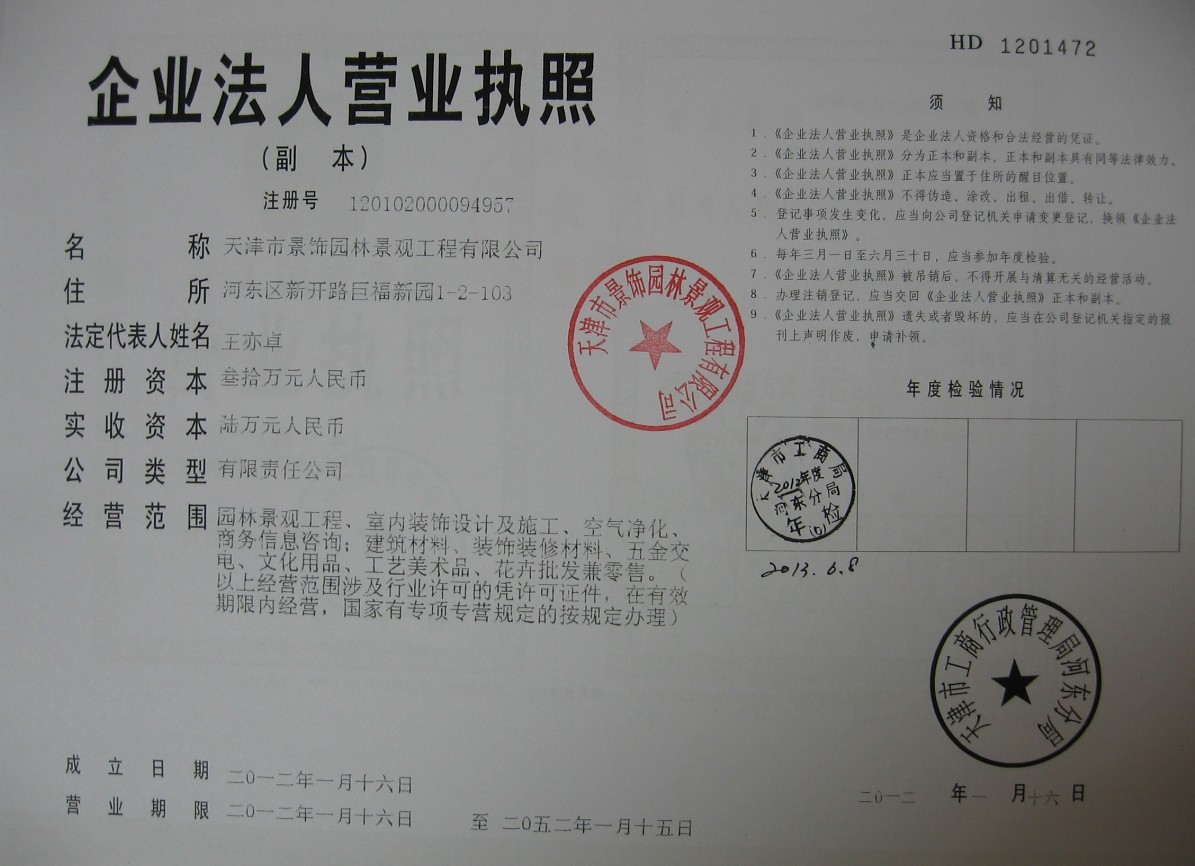 HD 1201472
企业法人营业执照
（副 本）
注册号 120102000094957
名 称 天津市景饰园林景观工程有限公司
住 所 河东区新开路巨福新园1-2-103
法定代表人姓名 王亦卓
注册资本 叁拾万元人民币
实收资本 陆万元人民币
公司类型 有限责任公司
经营范围 园林景观工程、室内装饰设计及施工、空气净化、
商务信息咨询；建筑材料、装饰装修材料、五金交
电、文化用品、工艺美术品、花卉批发兼零售。（
以上经营范围涉及行业许可的凭许可证件，在有效
期限内经营，国家有专项专营规定的按规定办理）
成立日期 二〇一二年一月十六日
营业期限 二〇一二年一月十六日 至 二〇五二年一月十五日
天津市景饰园林景观工程有限公司
须 知
1．《企业法人营业执照》是企业法人资格和合法经营的凭证。
2．《企业法人营业执照》分为正本和副本，正本和副本具有同等法律效力。
3．《企业法人营业执照》正本应当置于住所的醒目位置。
4．《企业法人营业执照》不得伪造、涂改、出租、出借、转让。
5．登记事项发生变化，应当向公司登记机关申请变更登记，换领《企业法
人营业执照》。
6．每年三月一日至六月三十日，应当参加年度检验。
7．《企业法人营业执照》被吊销后，不得开展与清算无关的经营活动。
8．办理注销登记，应当交回《企业法人营业执照》正本和副本。
9．《企业法人营业执照》遗失或者毁坏的，应当在公司登记机关指定的报
刊上声明作废，申请补领。
年度检验情况
天津市工商局
2012年度
河东分局
年检
(6)
2013.6.8
天津市工商行政管理局河东分局
二〇一二 年 一 月 十六 日